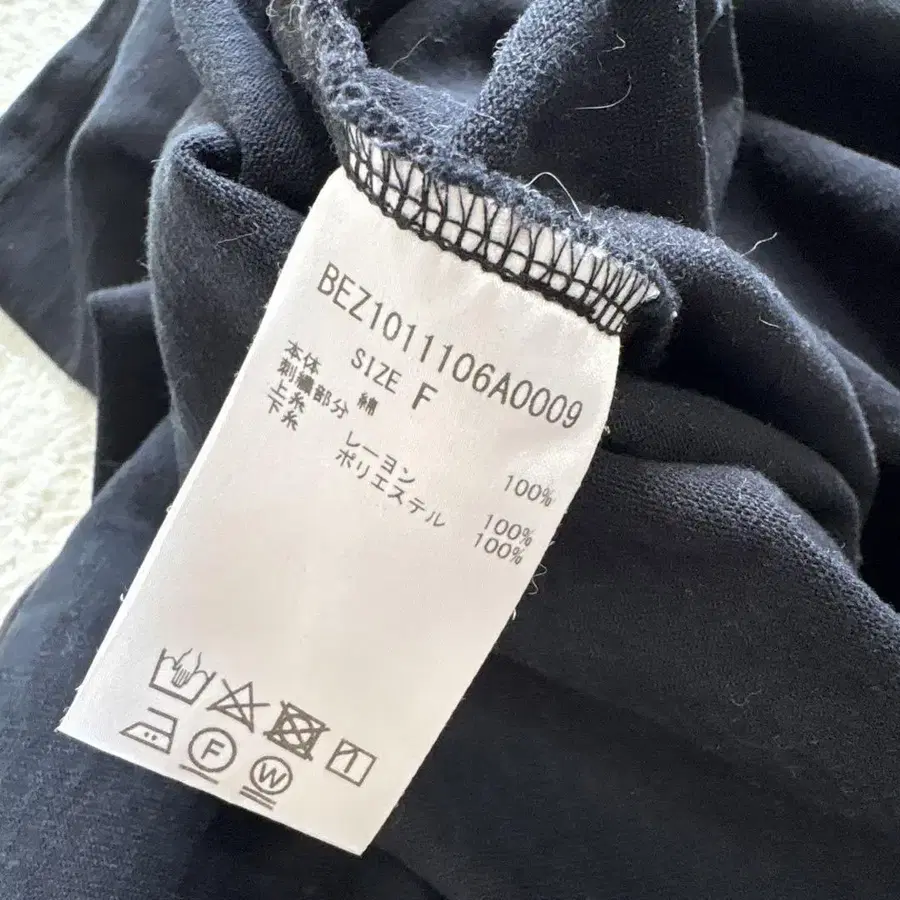 BEZ1011106A0009
SIZE F
本体 綿 100%
刺繍部分
上糸 レーヨン 100%
下糸 ポリエステル 100%
F
W